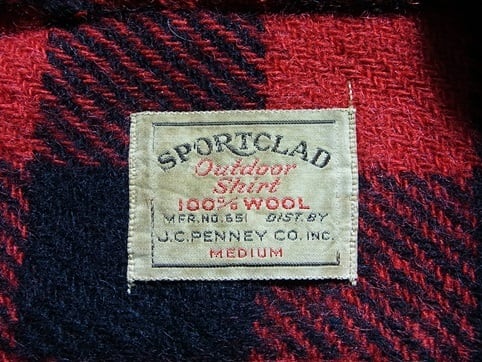 SPORTCLAD
Outdoor
Shirt
100% WOOL
MFR. NO. 651 DIST. BY
J.C. PENNEY CO. INC.
MEDIUM